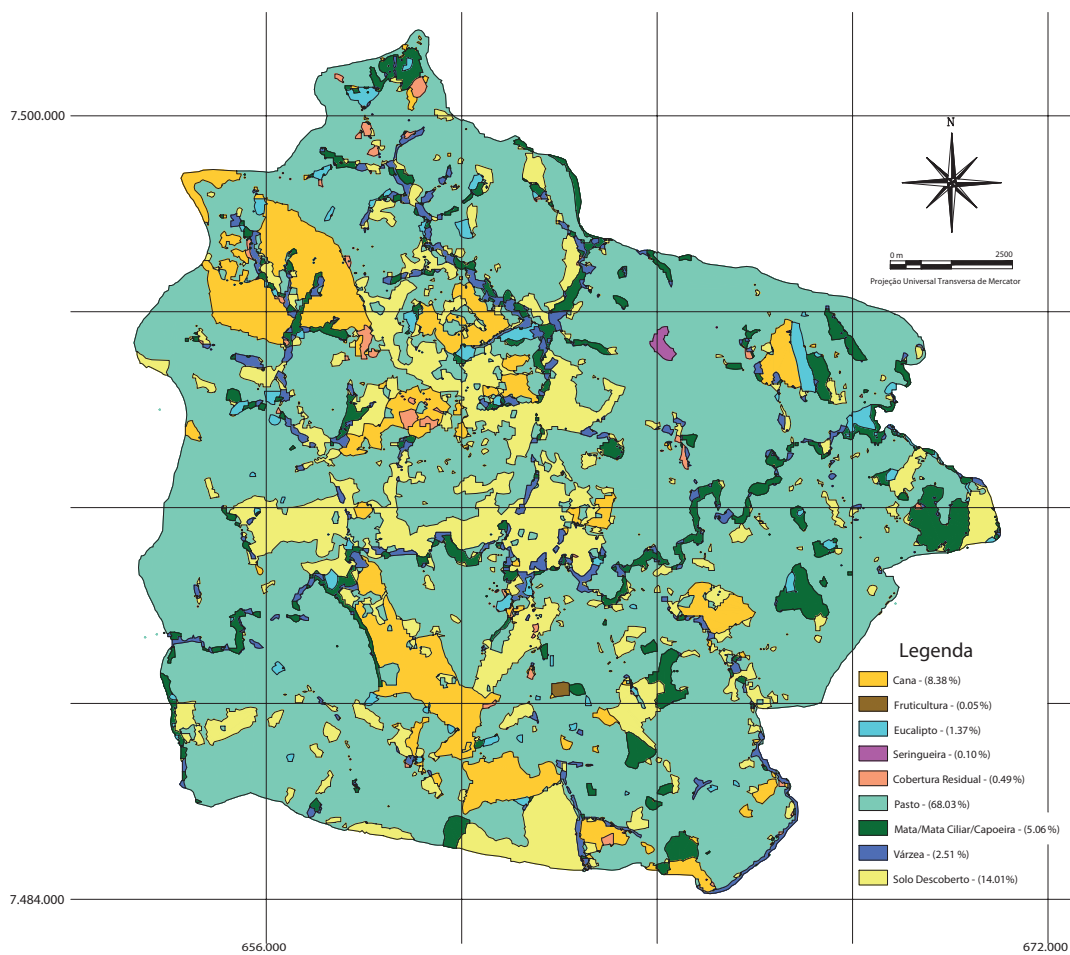 7.500.000
N
0 m 2500
Projeção Universal Transversa de Mercator
Legenda
Cana - (8.38%)
Fruticultura - (0.05%)
Eucalipto - (1.37%)
Seringueira - (0.10%)
Cobertura Residual - (0.49%)
Pasto - (68.03%)
Mata/Mata Ciliar/Capoeira - (5.06%)
Várzea - (2.51 %)
Solo Descoberto - (14.01%)
7.484.000
656.000 672.000